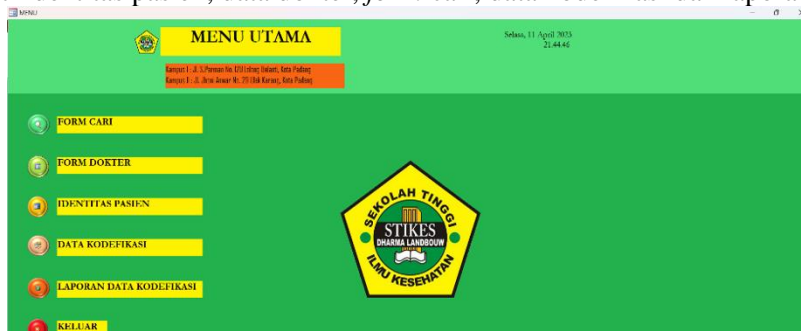 MENU
MENU UTAMA
Selasa, 11 April 2023
21.44.46
Kampus I : Jl. S.Parman No. 120 Lolong Belanti, Kota Padang
Kampus II : Jl. Jhoni Anwar No. 29 Ulak Karang, Kota Padang
FORM CARI
FORM DOKTER
IDENTITAS PASIEN
DATA KODEFIKASI
LAPORAN DATA KODEFIKASI
KELUAR
SEKOLAH TINGGI
STIKES
DHARMA LANDBOUW
ILMU KESEHATAN